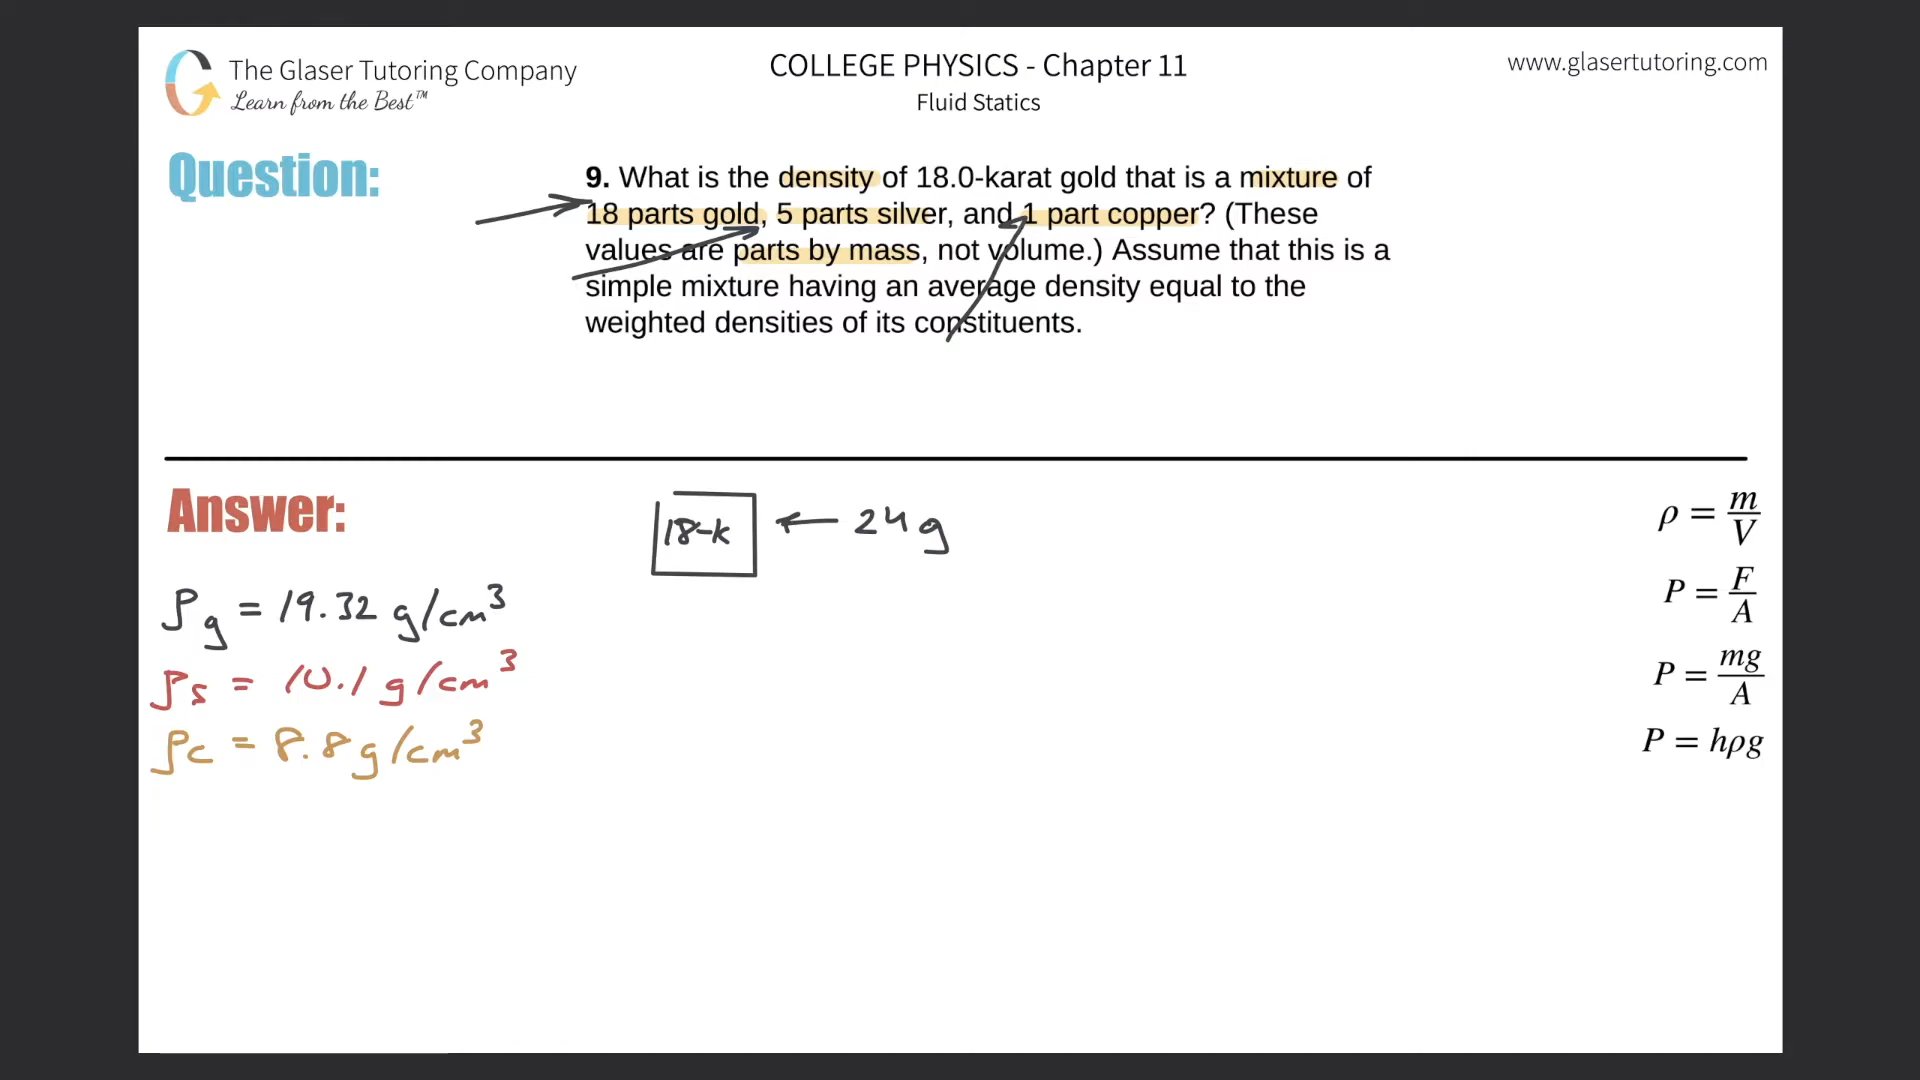 The Glaser Tutoring Company
Learn from the Best™
COLLEGE PHYSICS - Chapter 11
Fluid Statics
www.glasertutoring.com
Question:
9. What is the density of 18.0-karat gold that is a mixture of
18 parts gold, 5 parts silver, and 1 part copper? (These
values are parts by mass, not volume.) Assume that this is a
simple mixture having an average density equal to the
weighted densities of its constituents.
Answer:
18-k ← 24 g
ρg = 19.32 g/cm³
ρs = 10.1 g/cm³
ρc = 8.8 g/cm³
ρ = m/V
P = F/A
P = mg/A
P = hρg